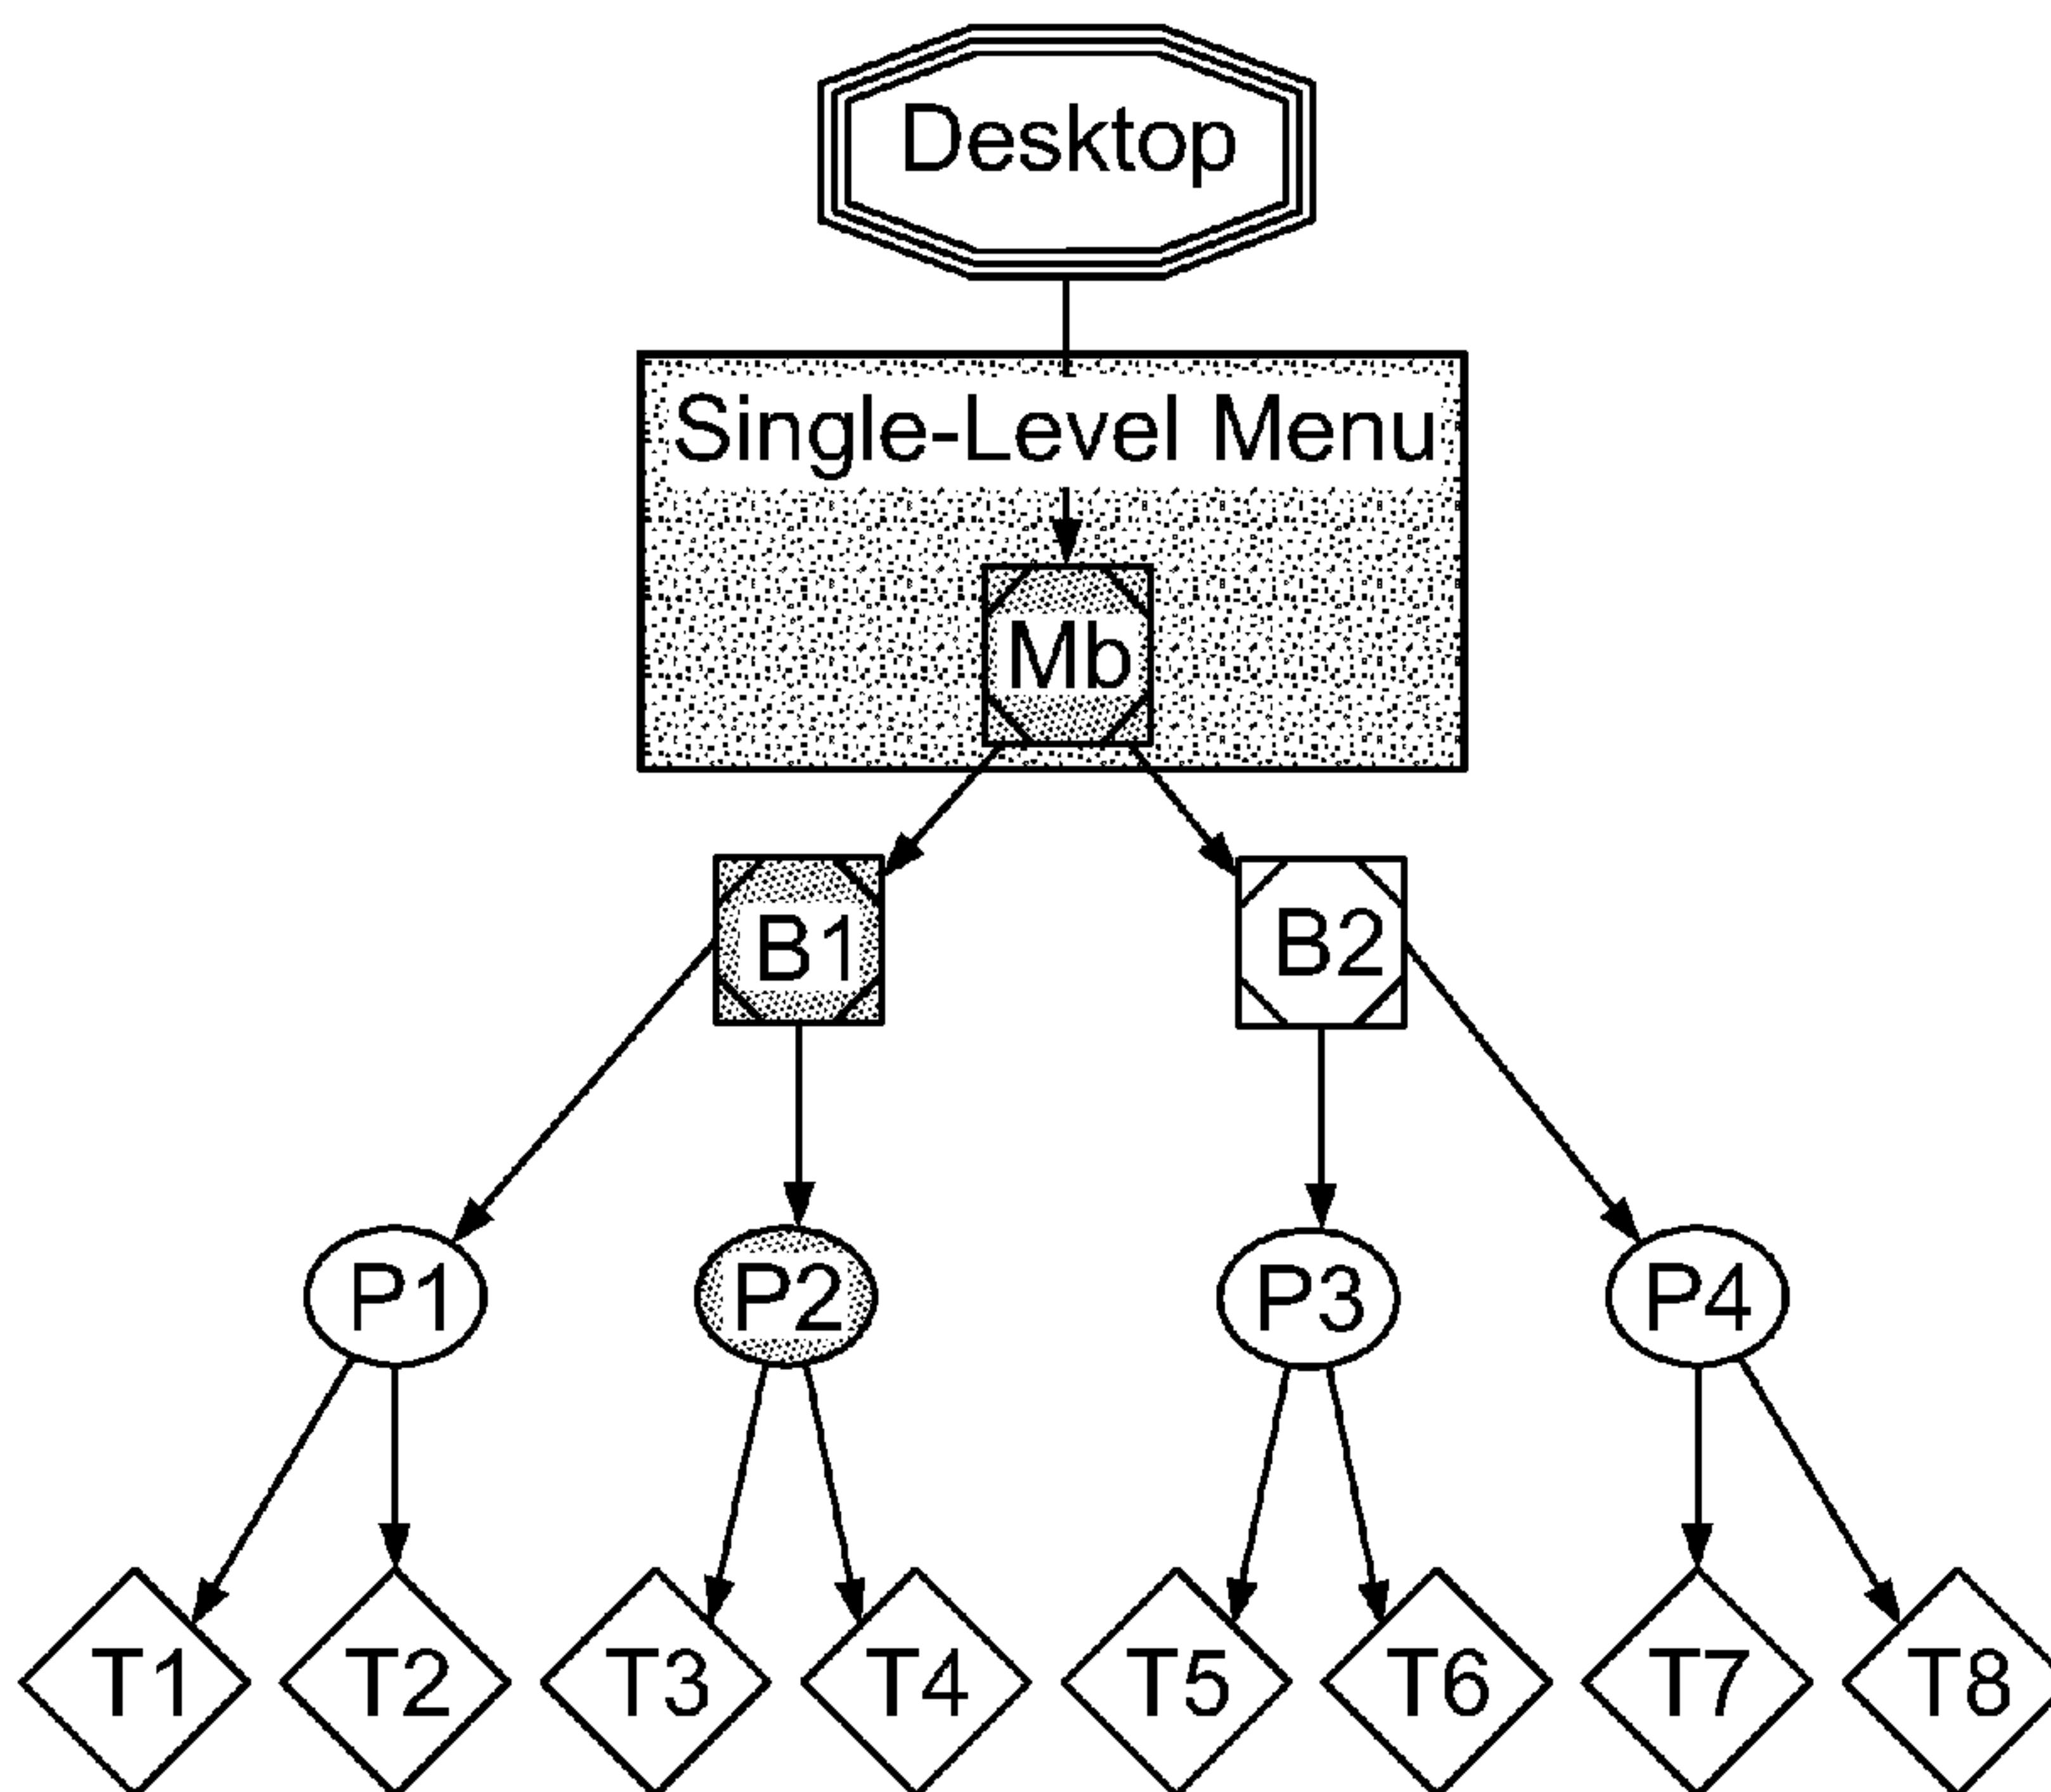 Desktop
Single-Level Menu
Mb
B1 B2
P1 P2 P3 P4
T1 T2 T3 T4 T5 T6 T7 T8